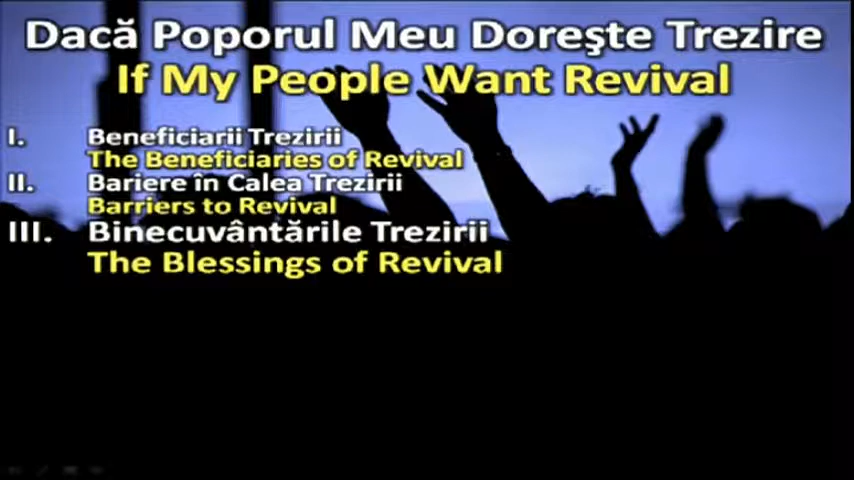 Dacă Poporul Meu Doreşte Trezire
If My People Want Revival
I. Beneficiarii Trezirii
The Beneficiaries of Revival
II. Bariere în Calea Trezirii
Barriers to Revival
III. Binecuvântările Trezirii
The Blessings of Revival